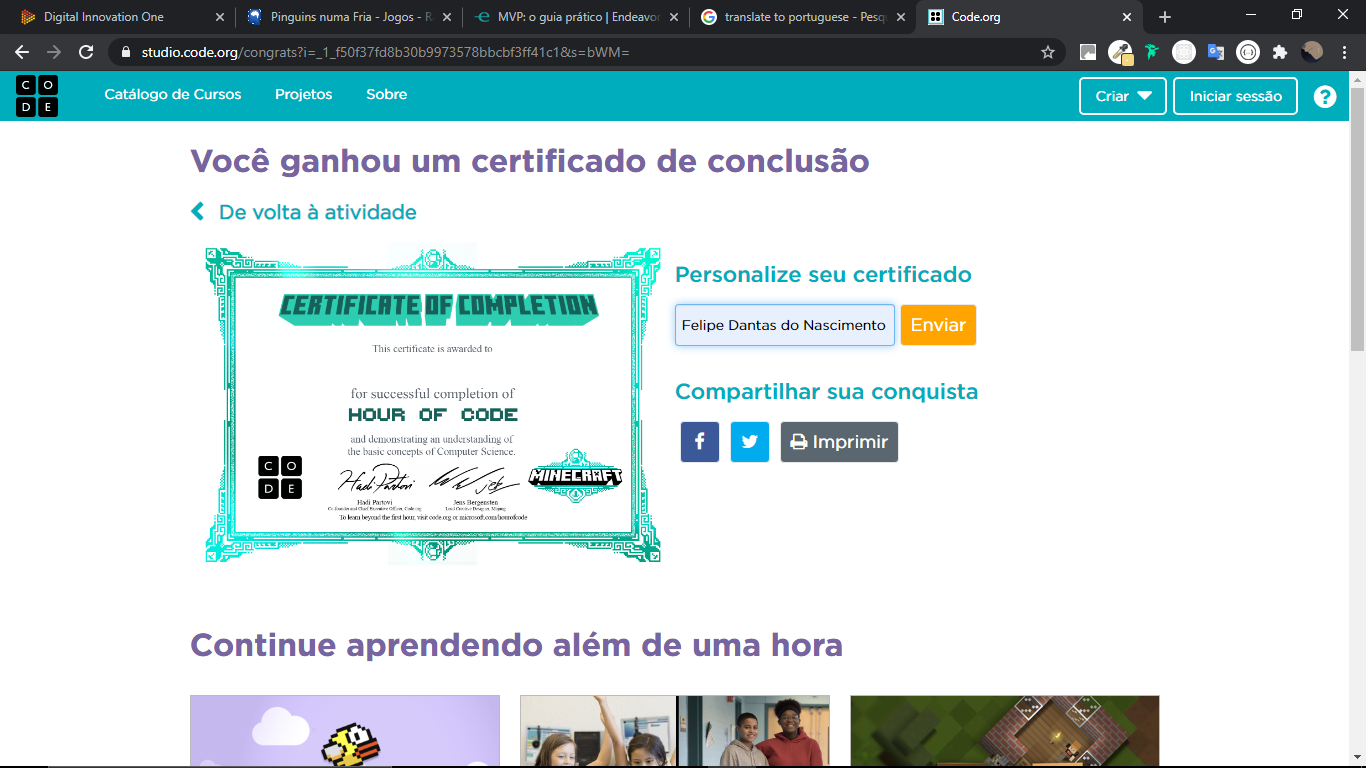 Digital Innovation One
Pinguins numa Fria - Jogos - R
MVP: o guia prático | Endeavor
translate to portuguese - Pesqu
Code.org
studio.code.org/congrats?i=_1_f50f37fd8b30b9973578bbcbf3ff41c1&s=bWM=
C O
D E
Catálogo de Cursos
Projetos
Sobre
Criar
Iniciar sessão
?
Você ganhou um certificado de conclusão
De volta à atividade
CERTIFICATE OF COMPLETION
This certificate is awarded to
for successful completion of
HOUR OF CODE
and demonstrating an understanding of
the basic concepts of Computer Science.
C O
D E
Hadi Partovi
Hadi Partovi
Co-founder and Chief Executive Officer, Code.org
Jens Bergensten
Lead Creative Designer, Mojang
To learn beyond the first hour, visit code.org or microsoft.com/hourofcode
MINECRAFT
Personalize seu certificado
Felipe Dantas do Nascimento
Enviar
Compartilhar sua conquista
f
Imprimir
Continue aprendendo além de uma hora